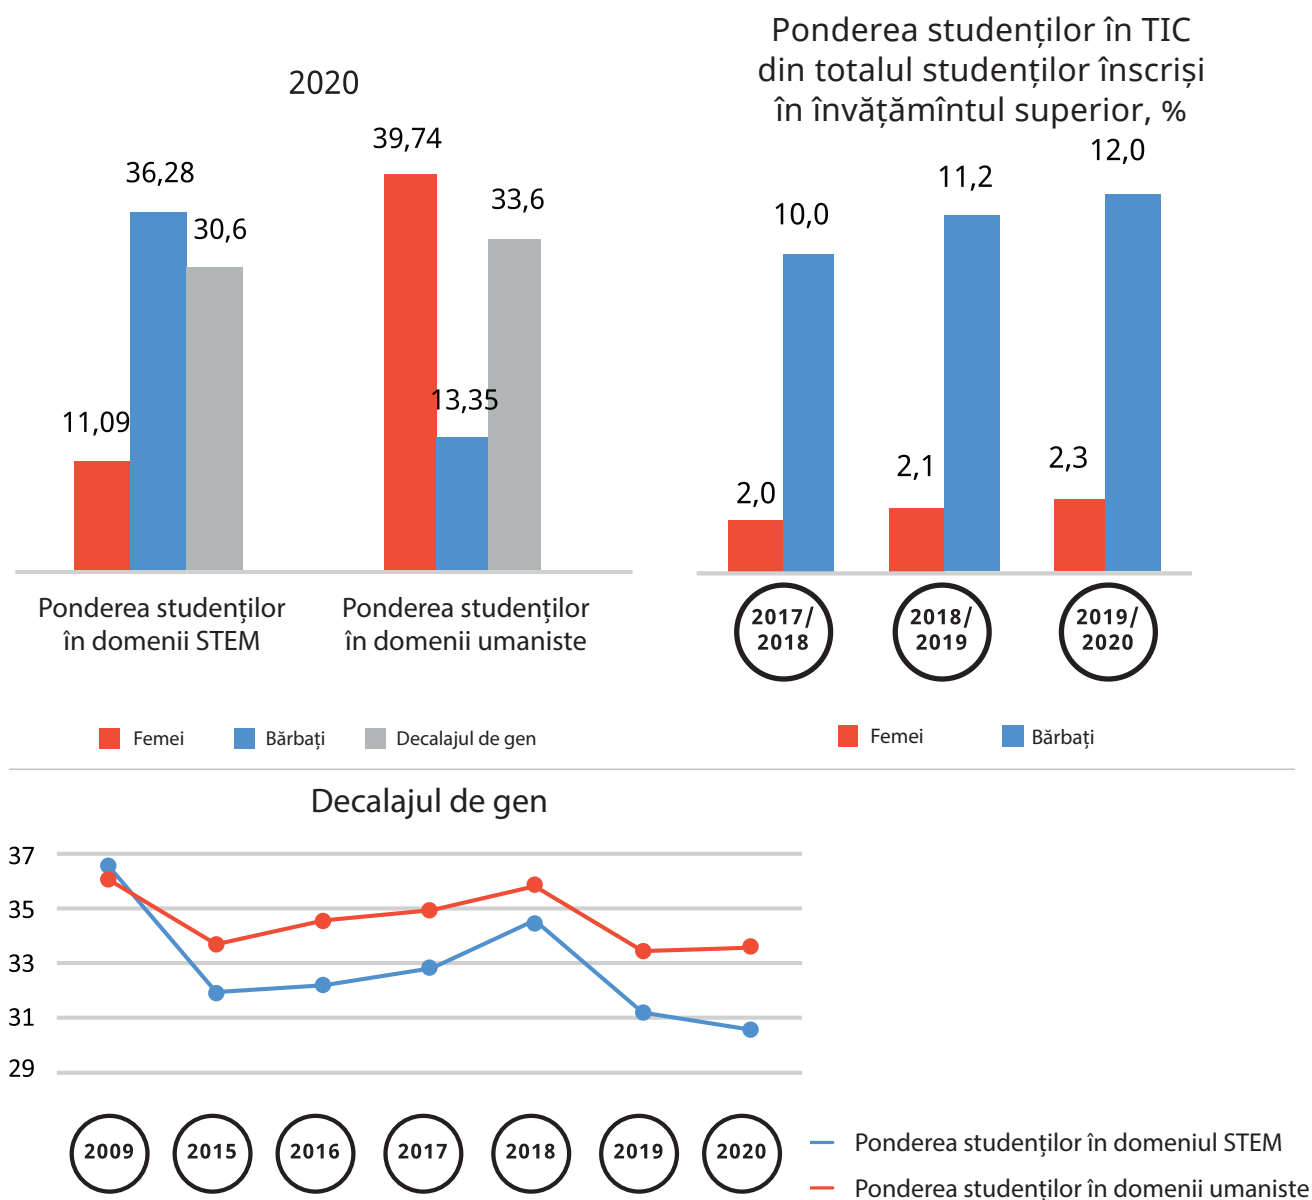 2020
39,74
36,28
33,6
30,6
13,35
11,09
Ponderea studenților
în domenii STEM
Ponderea studenților
în domenii umaniste
Femei
Bărbați
Decalajul de gen
Ponderea studenților în TIC
din totalul studenților înscriși
în învățămîntul superior, %
12,0
11,2
10,0
2,3
2,1
2,0
2017/
2018
2018/
2019
2019/
2020
Femei
Bărbați
Decalajul de gen
37
35
33
31
29
2009
2015
2016
2017
2018
2019
2020
Ponderea studenților în domeniul STEM
Ponderea studenților în domenii umaniste